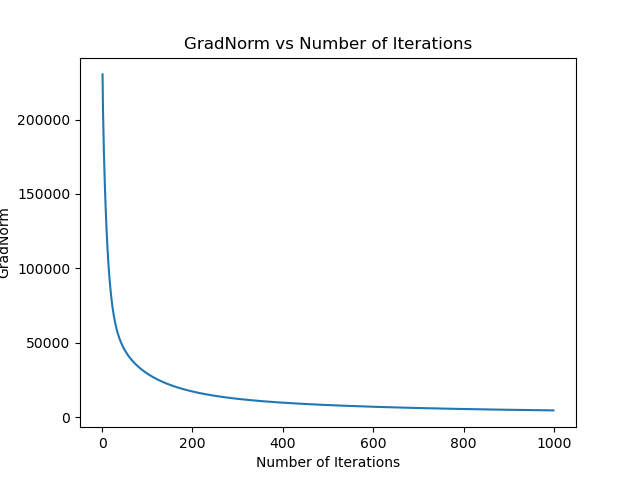 GradNorm vs Number of Iterations
200000
150000
100000
50000
0
GradNorm
0 200 400 600 800 1000
Number of Iterations